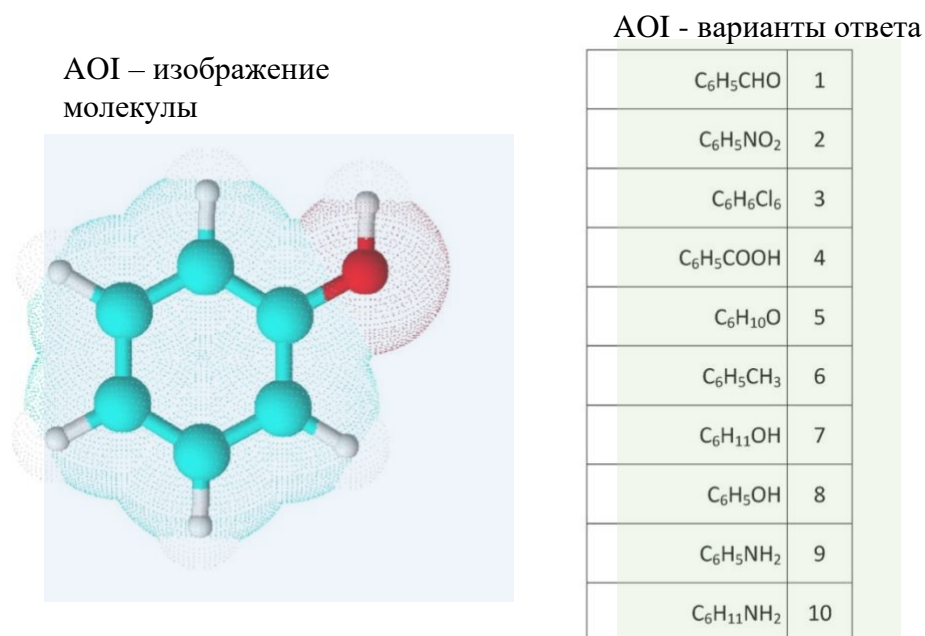 AOI - варианты ответа
AOI – изображение
молекулы
C₆H₅CHO 1
C₆H₅NO₂ 2
C₆H₆Cl₆ 3
C₆H₅COOH 4
C₆H₁₀O 5
C₆H₅CH₃ 6
C₆H₁₁OH 7
C₆H₅OH 8
C₆H₅NH₂ 9
C₆H₁₁NH₂ 10